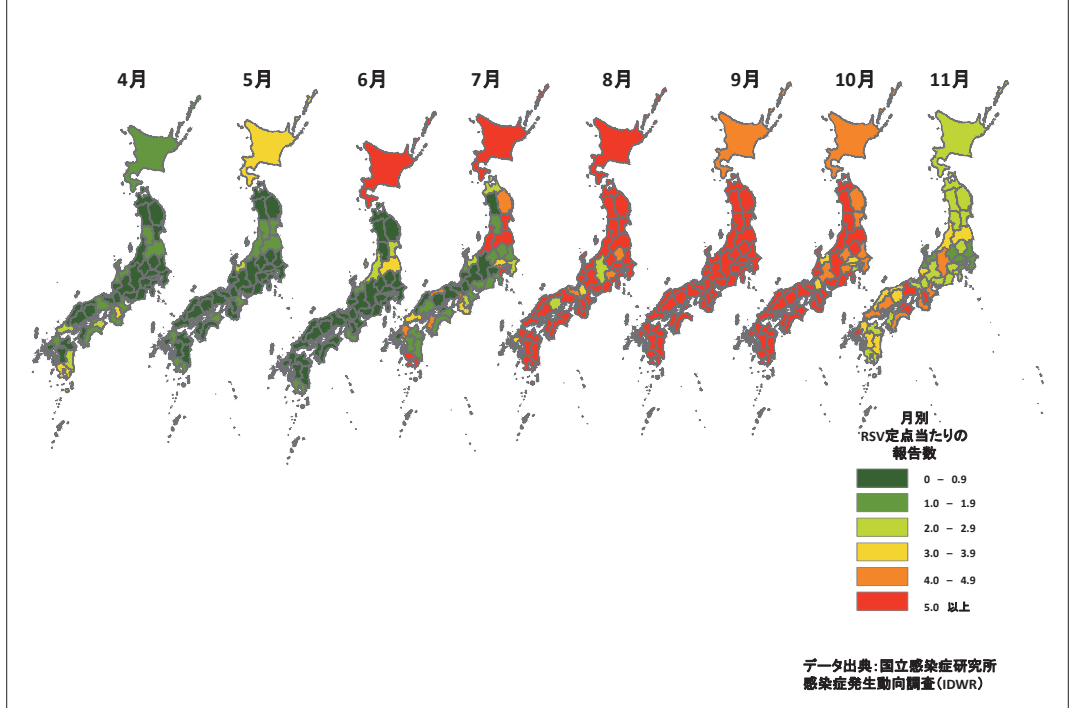 4月
5月
6月
7月
8月
9月
10月
11月
月別
RSV定点当たりの
報告数
0 – 0.9
1.0 – 1.9
2.0 – 2.9
3.0 – 3.9
4.0 – 4.9
5.0 以上
データ出典：国立感染症研究所
感染症発生動向調査（IDWR）